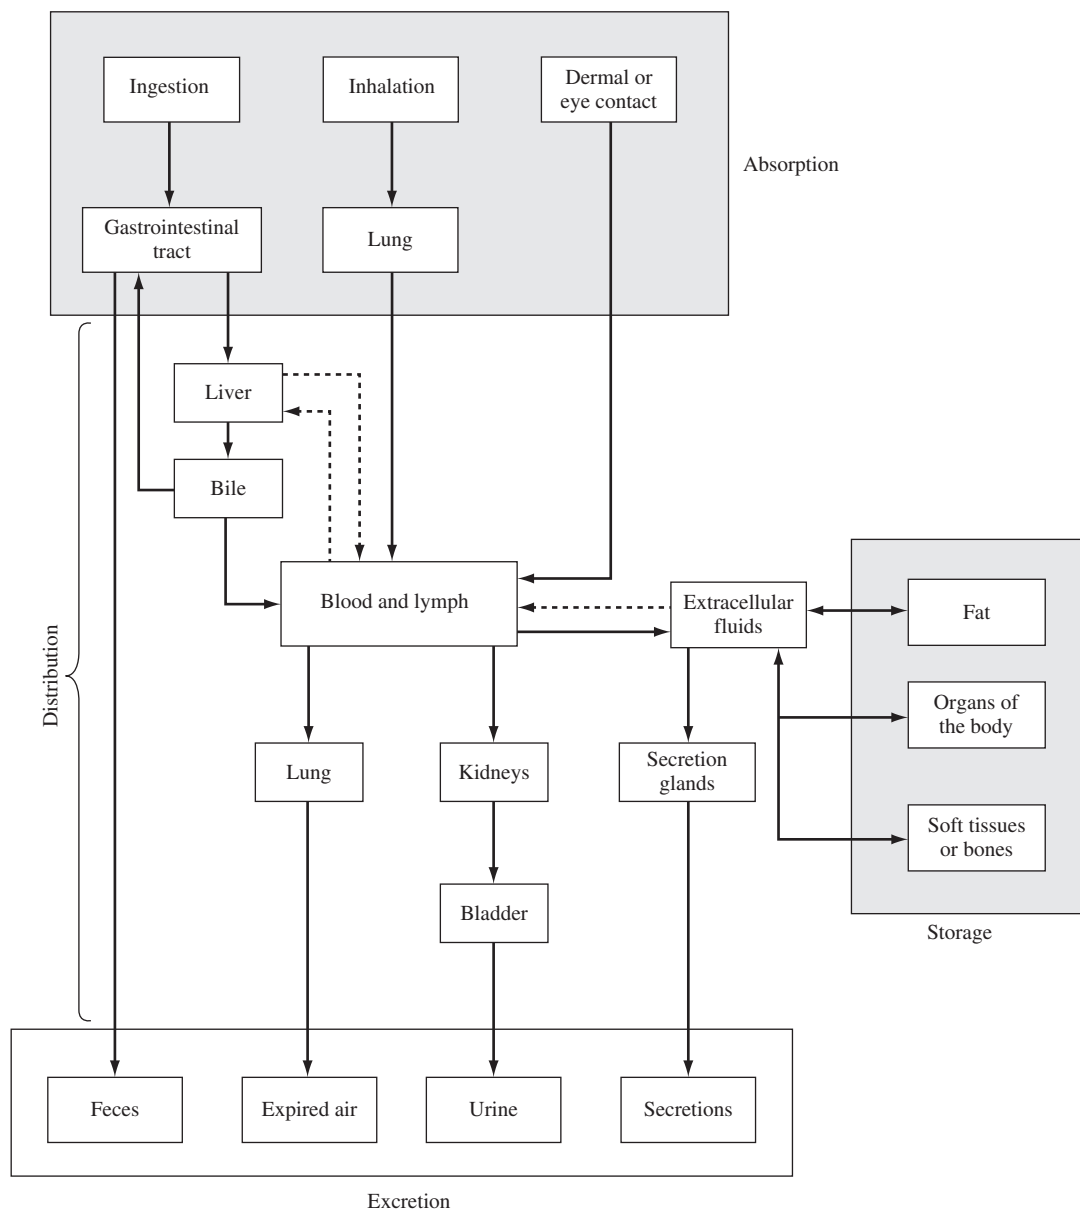 Ingestion
Inhalation
Dermal or
eye contact
Absorption
Gastrointestinal
tract
Lung
Liver
Bile
Distribution
Blood and lymph
Extracellular
fluids
Fat
Organs of
the body
Soft tissues
or bones
Storage
Lung
Kidneys
Secretion
glands
Bladder
Feces
Expired air
Urine
Secretions
Excretion